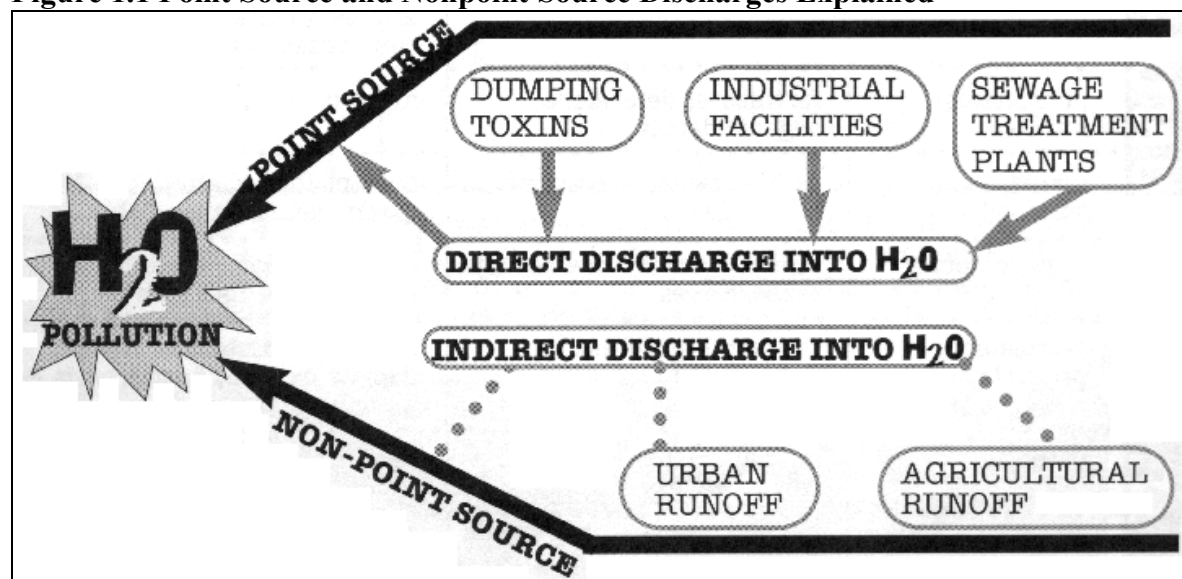 Figure 1.1 Point Source and Nonpoint Source Discharges Explained
POINT SOURCE
DUMPING
TOXINS
INDUSTRIAL
FACILITIES
SEWAGE
TREATMENT
PLANTS
H2O
POLLUTION
DIRECT DISCHARGE INTO H2O
INDIRECT DISCHARGE INTO H2O
NON-POINT SOURCE
URBAN
RUNOFF
AGRICULTURAL
RUNOFF